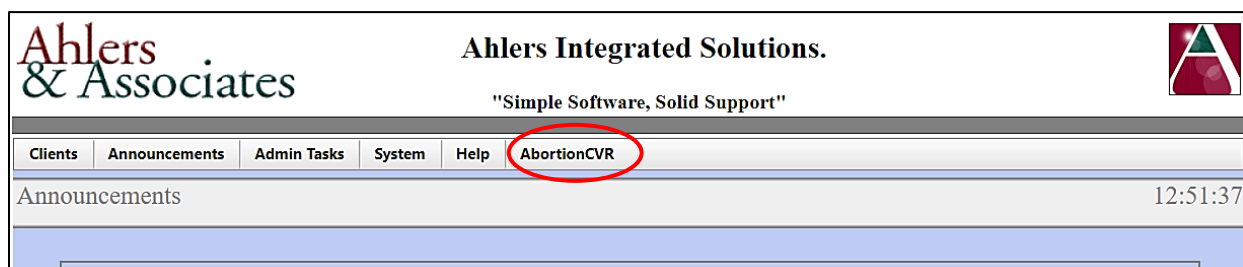 Ahlers
& Associates
Ahlers Integrated Solutions.
"Simple Software, Solid Support"
A
Clients Announcements Admin Tasks System Help AbortionCVR
Announcements 12:51:37